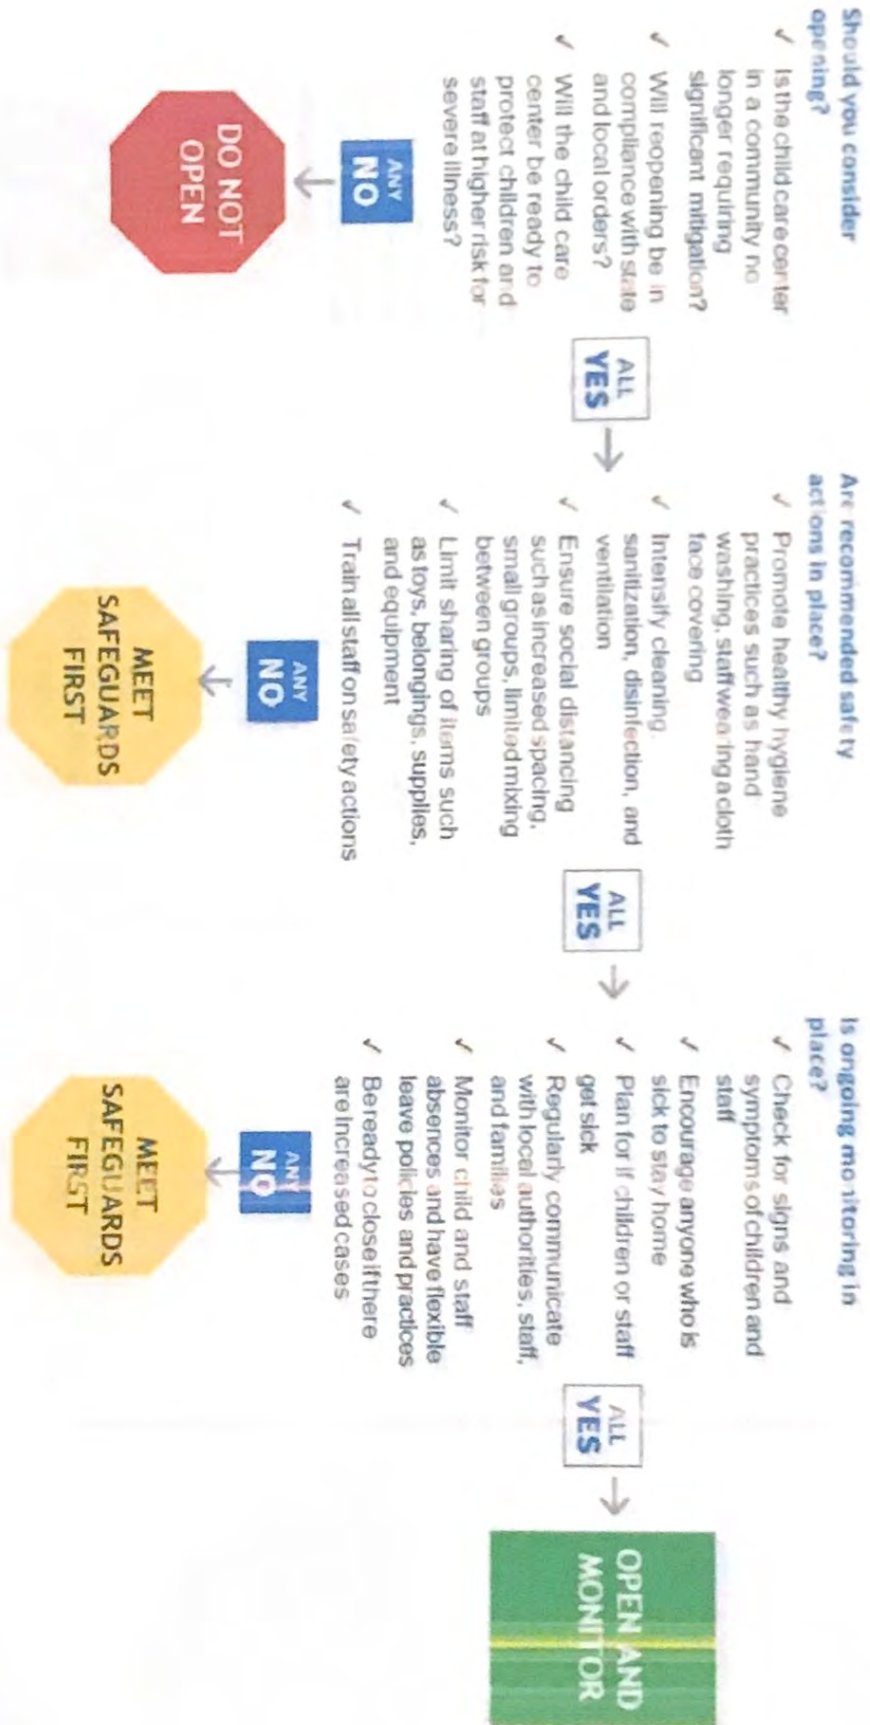 Should you consider
opening?
✓ Is the child care center
in a community no
longer requiring
significant mitigation?
✓ Will reopening be in
compliance with state
and local orders?
✓ Will the child care
center be ready to
protect children and
staff at higher risk for
severe illness?
ANY
NO
DO NOT
OPEN
ALL
YES
Are recommended safety
actions in place?
✓ Promote healthy hygiene
practices such as hand
washing, staff wearing a cloth
face covering
✓ Intensify cleaning,
sanitization, disinfection, and
ventilation
✓ Ensure social distancing
such as increased spacing,
small groups, limited mixing
between groups
✓ Limit sharing of items such
as toys, belongings, supplies,
and equipment
✓ Train all staff on safety actions
ANY
NO
MEET
SAFEGUARDS
FIRST
ALL
YES
Is ongoing monitoring in
place?
✓ Check for signs and
symptoms of children and
staff
✓ Encourage anyone who is
sick to stay home
✓ Plan for if children or staff
get sick
✓ Regularly communicate
with local authorities, staff,
and families
✓ Monitor child and staff
absences and have flexible
leave policies and practices
✓ Be ready to close if there
are increased cases
ANY
NO
MEET
SAFEGUARDS
FIRST
ALL
YES
OPEN AND
MONITOR